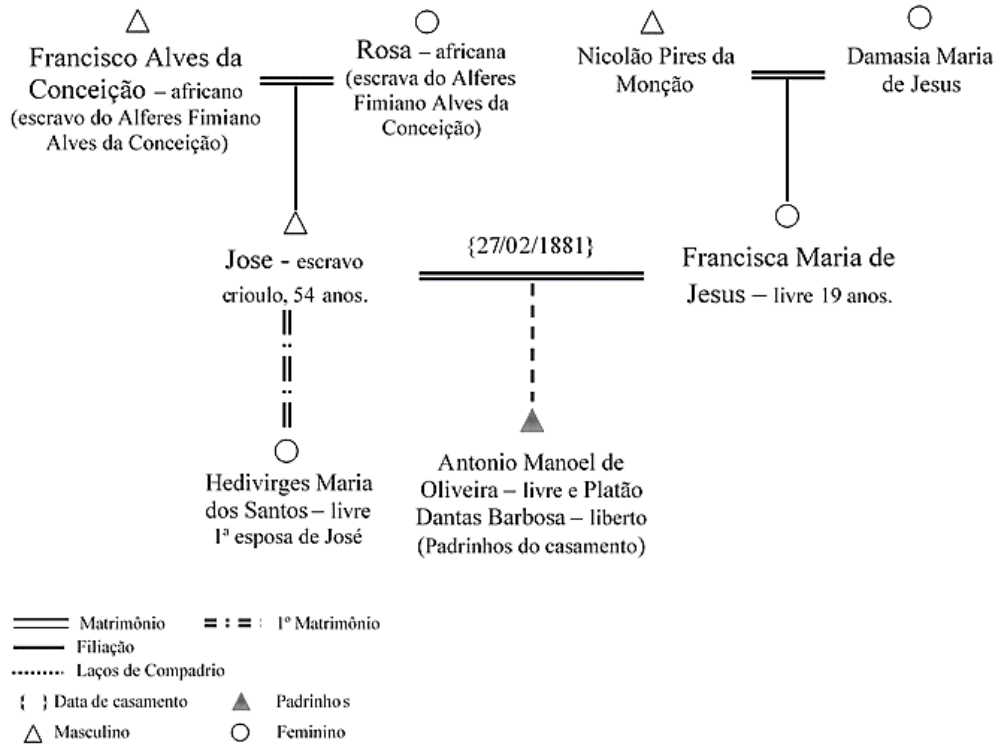 Francisco Alves da
Conceição – africano
(escravo do Alferes Fimiano
Alves da Conceição)
Rosa – africana
(escrava do Alferes
Fimiano Alves da
Conceição)
Nicolão Pires da
Monção
Damasia Maria
de Jesus
Jose - escravo
crioulo, 54 anos.
{27/02/1881}
Francisca Maria de
Jesus – livre 19 anos.
Hedivirges Maria
dos Santos – livre
1ª esposa de José
Antonio Manoel de
Oliveira – livre e Platão
Dantas Barbosa – liberto
(Padrinhos do casamento)
Matrimônio
1º Matrimônio
Filiação
Laços de Compadrio
{ } Data de casamento
Padrinhos
Masculino
Feminino